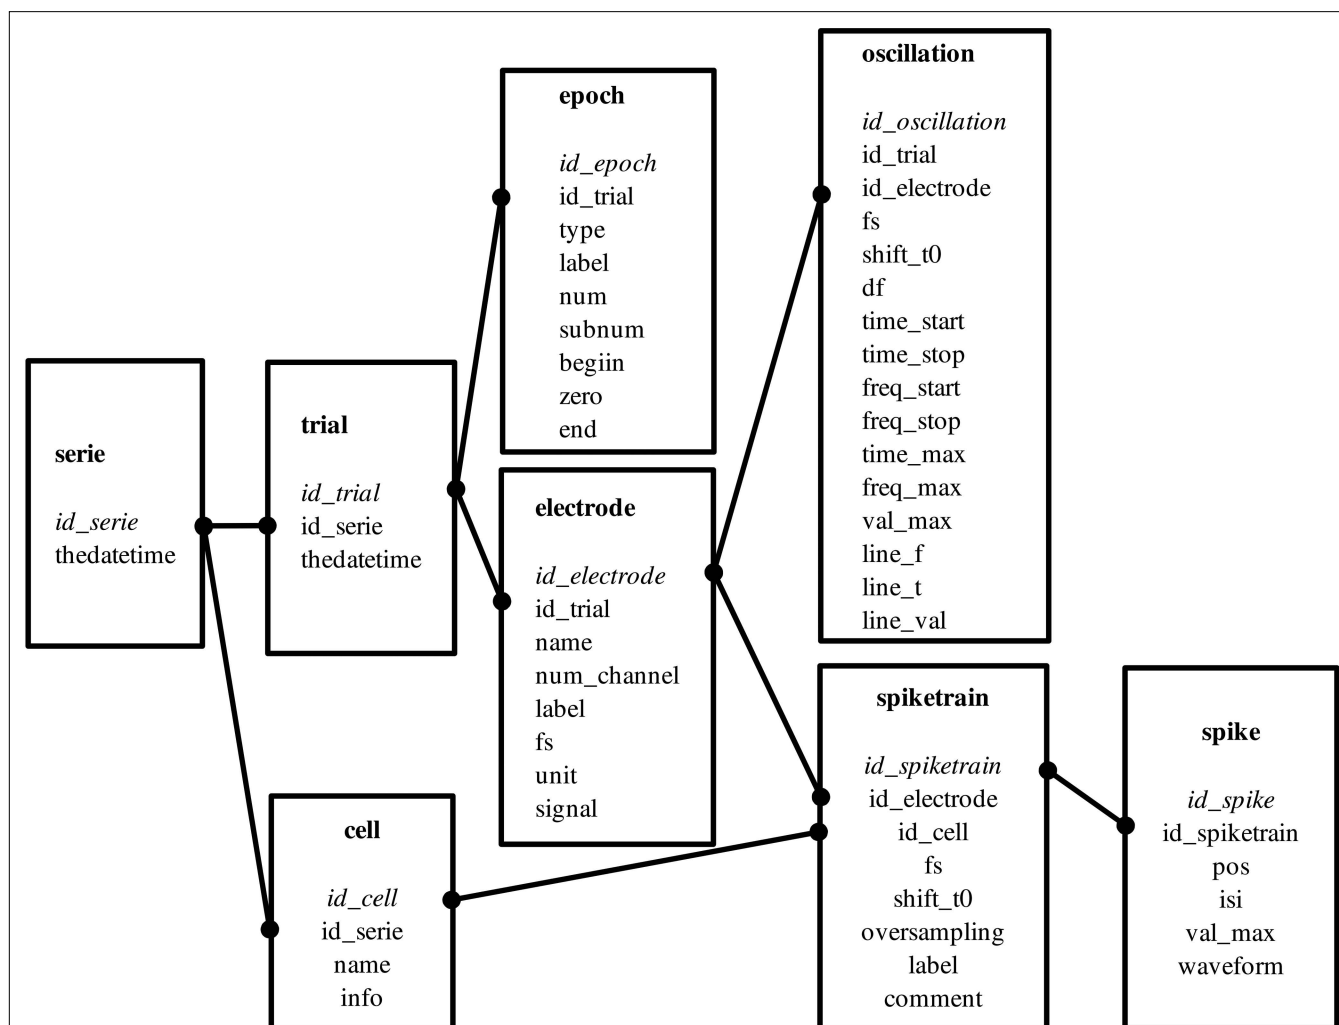 serie
id_serie
thedatetime
trial
id_trial
id_serie
thedatetime
epoch
id_epoch
id_trial
type
label
num
subnum
begiin
zero
end
electrode
id_electrode
id_trial
name
num_channel
label
fs
unit
signal
cell
id_cell
id_serie
name
info
oscillation
id_oscillation
id_trial
id_electrode
fs
shift_t0
df
time_start
time_stop
freq_start
freq_stop
time_max
freq_max
val_max
line_f
line_t
line_val
spiketrain
id_spiketrain
id_electrode
id_cell
fs
shift_t0
oversampling
label
comment
spike
id_spike
id_spiketrain
pos
isi
val_max
waveform